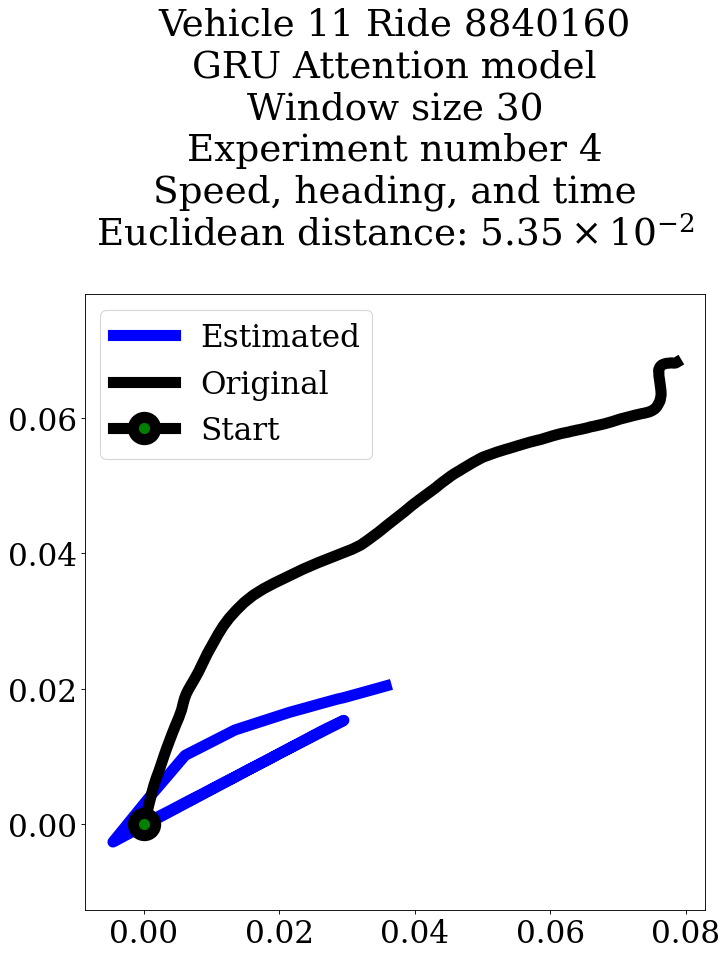 Vehicle 11 Ride 8840160
GRU Attention model
Window size 30
Experiment number 4
Speed, heading, and time
Euclidean distance: 5.35 × 10⁻²
Estimated
Original
Start
0.06
0.04
0.02
0.00
0.00 0.02 0.04 0.06 0.08